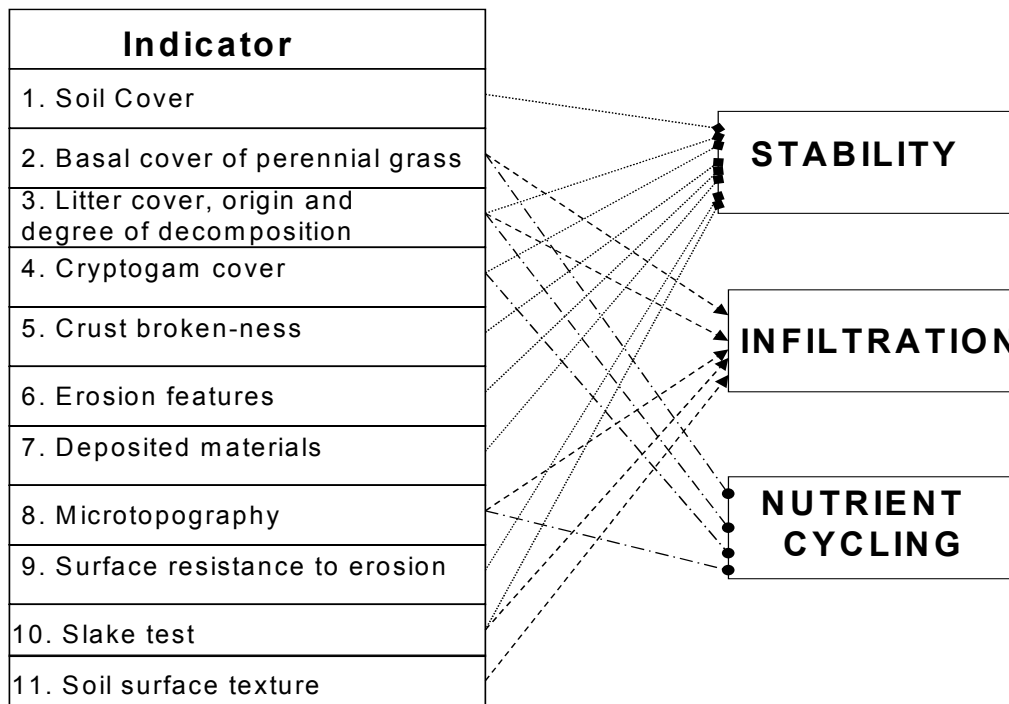 Indicator
1. Soil Cover
2. Basal cover of perennial grass
3. Litter cover, origin and
degree of decomposition
4. Cryptogam cover
5. Crust broken-ness
6. Erosion features
7. Deposited materials
8. Microtopography
9. Surface resistance to erosion
10. Slake test
11. Soil surface texture
STABILITY
INFILTRATION
NUTRIENT
CYCLING